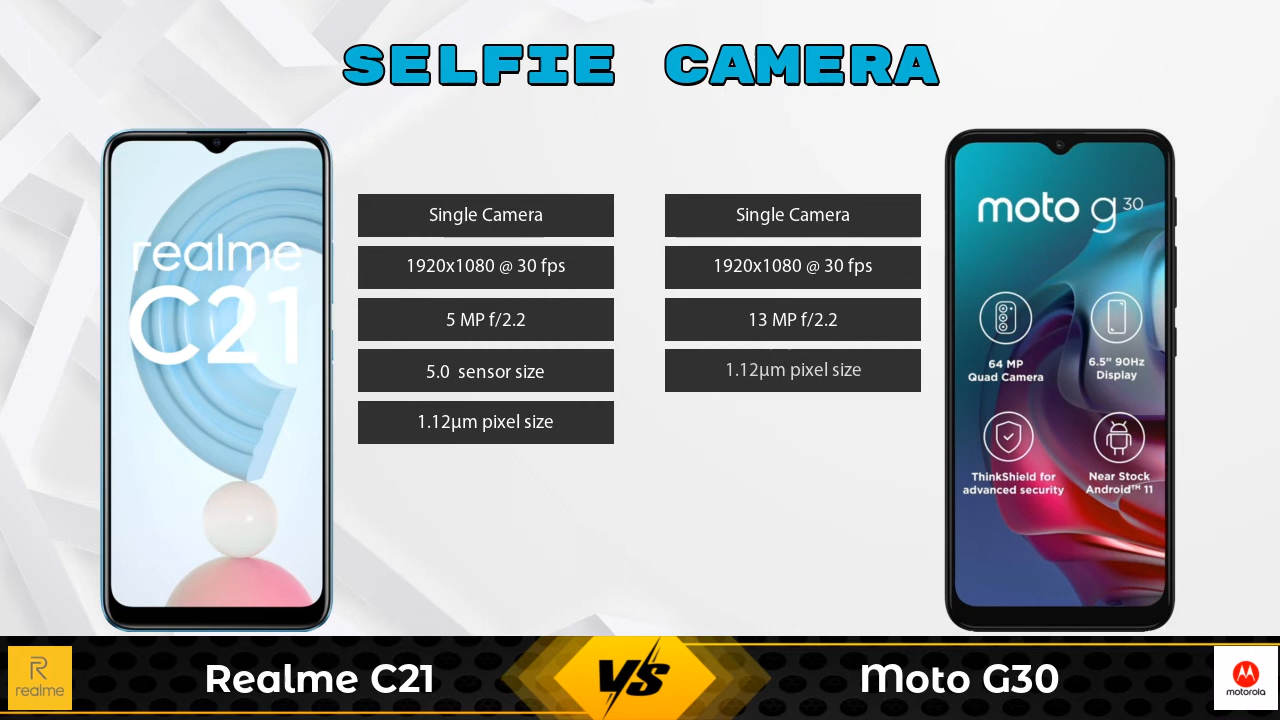 SELFIE CAMERA
realme
C21
Single Camera
1920x1080 @ 30 fps
5 MP f/2.2
5.0 sensor size
1.12µm pixel size
Single Camera
1920x1080 @ 30 fps
13 MP f/2.2
1.12µm pixel size
moto g 30
64 MP
Quad Camera
6.5” 90Hz
Display
ThinkShield for
advanced security
Near Stock
Android™ 11
realme
Realme C21
VS
Moto G30
motorola